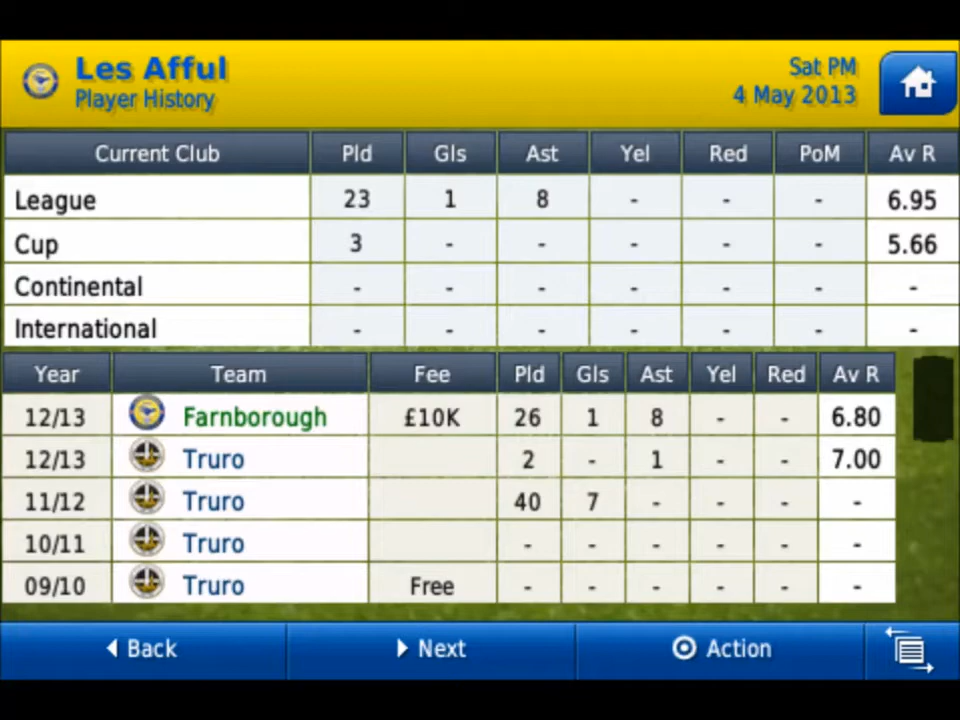 Les Afful
Player History
Sat PM
4 May 2013
Current Club Pld Gls Ast Yel Red PoM Av R
League 23 1 8 - - - 6.95
Cup 3 - - - - - 5.66
Continental - - - - - - -
International - - - - - - -
Year Team Fee Pld Gls Ast Yel Red Av R
12/13 Farnborough £10K 26 1 8 - - 6.80
12/13 Truro 2 - 1 - - 7.00
11/12 Truro 40 7 - - - -
10/11 Truro - - - - - -
09/10 Truro Free - - - - - -
Back Next Action